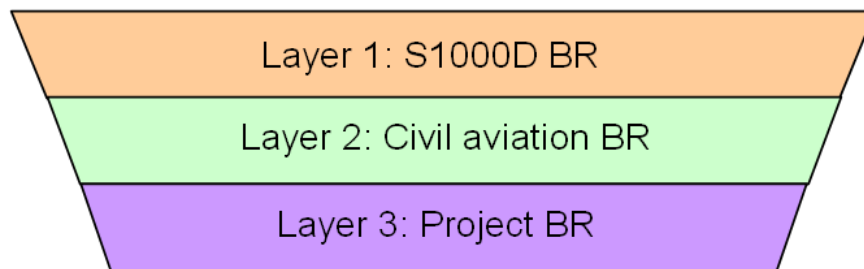 Layer 1: S1000D BR
Layer 2: Civil aviation BR
Layer 3: Project BR